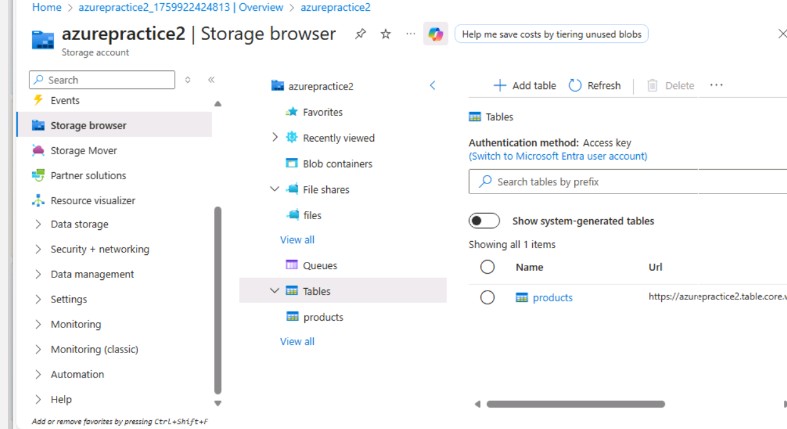 Home > azurepractice2_1759922424813 | Overview > azurepractice2
azurepractice2 | Storage browser
Storage account
Help me save costs by tiering unused blobs
Search
Events
Storage browser
Storage Mover
Partner solutions
Resource visualizer
Data storage
Security + networking
Data management
Settings
Monitoring
Monitoring (classic)
Automation
Help
Add or remove favorites by pressing Ctrl+Shift+F
azurepractice2
Favorites
Recently viewed
Blob containers
File shares
files
View all
Queues
Tables
products
View all
Add table Refresh Delete
Tables
Authentication method: Access key
(Switch to Microsoft Entra user account)
Search tables by prefix
Show system-generated tables
Showing all 1 items
Name Url
products https://azurepractice2.table.core.